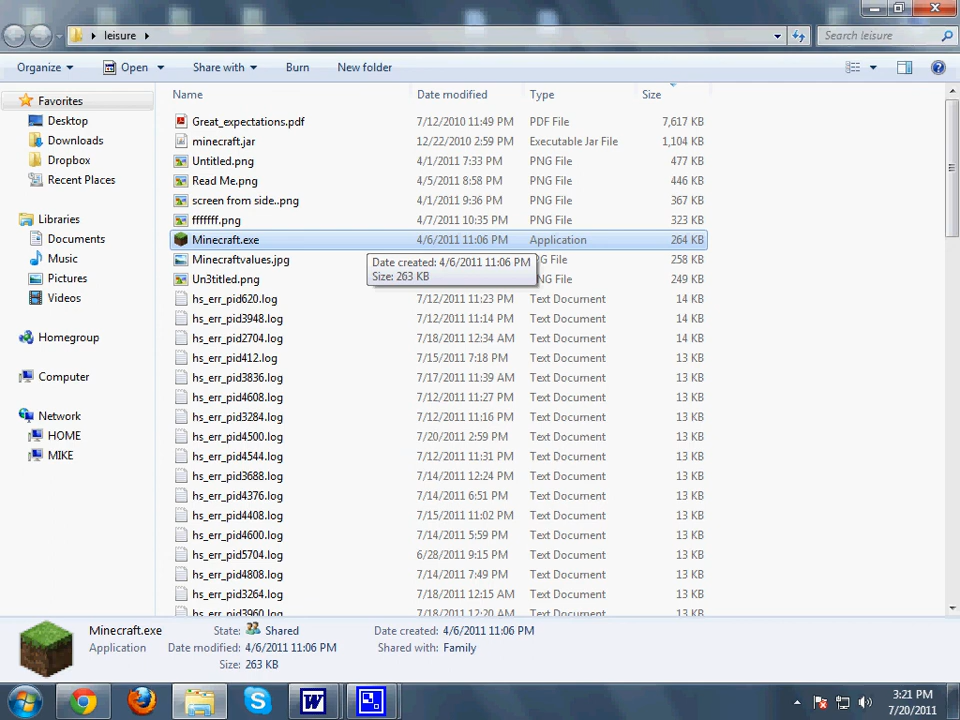 leisure
Search leisure
Organize Open Share with Burn New folder
Name Date modified Type Size
Favorites
Desktop
Downloads
Dropbox
Recent Places
Libraries
Documents
Music
Pictures
Videos
Homegroup
Computer
Network
HOME
MIKE
Great_expectations.pdf 7/12/2010 11:49 PM PDF File 7,617 KB
minecraft.jar 12/22/2010 2:59 PM Executable Jar File 1,104 KB
Untitled.png 4/1/2011 7:33 PM PNG File 477 KB
Read Me.png 4/5/2011 8:58 PM PNG File 446 KB
screen from side..png 4/1/2011 9:36 PM PNG File 367 KB
fffffff.png 4/7/2011 10:35 PM PNG File 323 KB
Minecraft.exe 4/6/2011 11:06 PM Application 264 KB
Minecraftvalues.jpg PG File 258 KB
Un3titled.png NG File 249 KB
Date created: 4/6/2011 11:06 PM
Size: 263 KB
hs_err_pid620.log 7/12/2011 11:23 PM Text Document 14 KB
hs_err_pid3948.log 7/12/2011 11:14 PM Text Document 14 KB
hs_err_pid2704.log 7/18/2011 12:34 AM Text Document 14 KB
hs_err_pid412.log 7/15/2011 7:18 PM Text Document 13 KB
hs_err_pid3836.log 7/17/2011 11:39 AM Text Document 13 KB
hs_err_pid4608.log 7/12/2011 11:27 PM Text Document 13 KB
hs_err_pid3284.log 7/12/2011 11:16 PM Text Document 13 KB
hs_err_pid4500.log 7/20/2011 2:59 PM Text Document 13 KB
hs_err_pid4544.log 7/12/2011 11:31 PM Text Document 13 KB
hs_err_pid3688.log 7/14/2011 12:24 PM Text Document 13 KB
hs_err_pid4376.log 7/14/2011 6:51 PM Text Document 13 KB
hs_err_pid4408.log 7/15/2011 11:02 PM Text Document 13 KB
hs_err_pid4600.log 7/14/2011 5:59 PM Text Document 13 KB
hs_err_pid5704.log 6/28/2011 9:15 PM Text Document 13 KB
hs_err_pid4808.log 7/14/2011 7:49 PM Text Document 13 KB
hs_err_pid3264.log 7/18/2011 12:15 AM Text Document 13 KB
hs_err_pid3960.log 7/18/2011 12:20 AM Text Document 13 KB
Minecraft.exe State: Shared Date created: 4/6/2011 11:06 PM
Application Date modified: 4/6/2011 11:06 PM Shared with: Family
Size: 263 KB
3:21 PM
7/20/2011